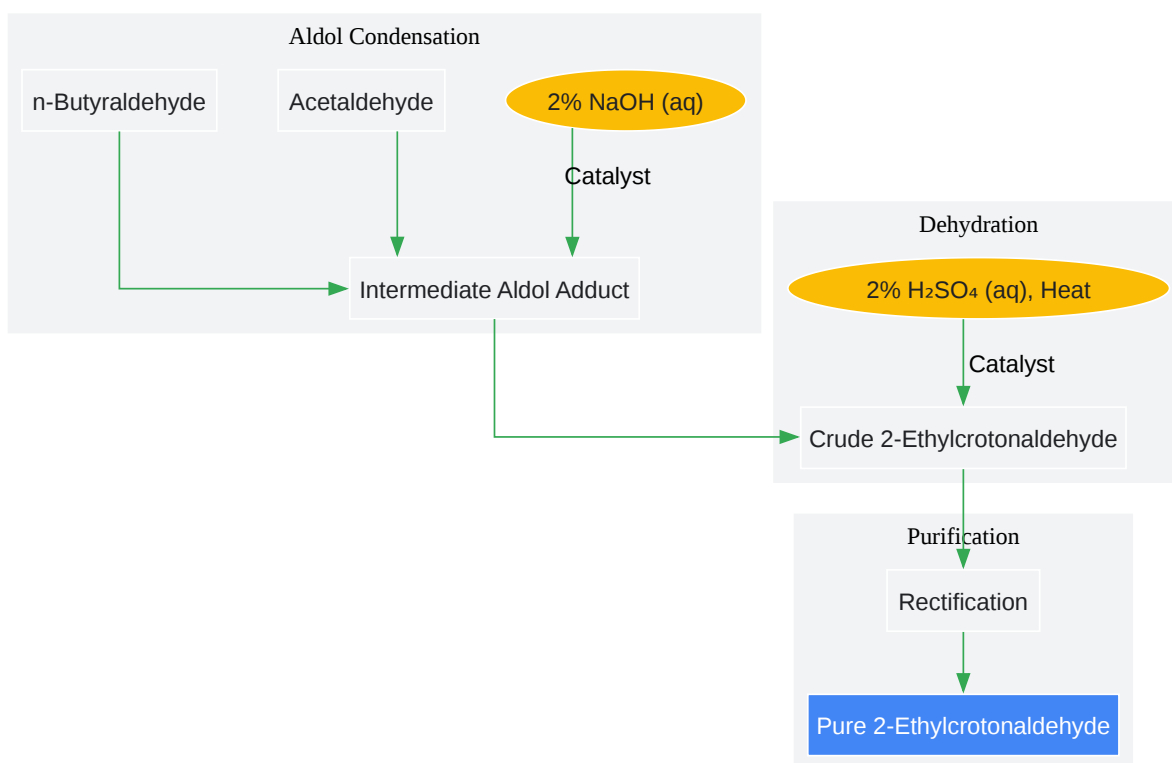 Aldol Condensation
n-Butyraldehyde
Acetaldehyde
2% NaOH (aq)
Catalyst
Intermediate Aldol Adduct
Dehydration
2% H₂SO₄ (aq), Heat
Catalyst
Crude 2-Ethylcrotonaldehyde
Purification
Rectification
Pure 2-Ethylcrotonaldehyde